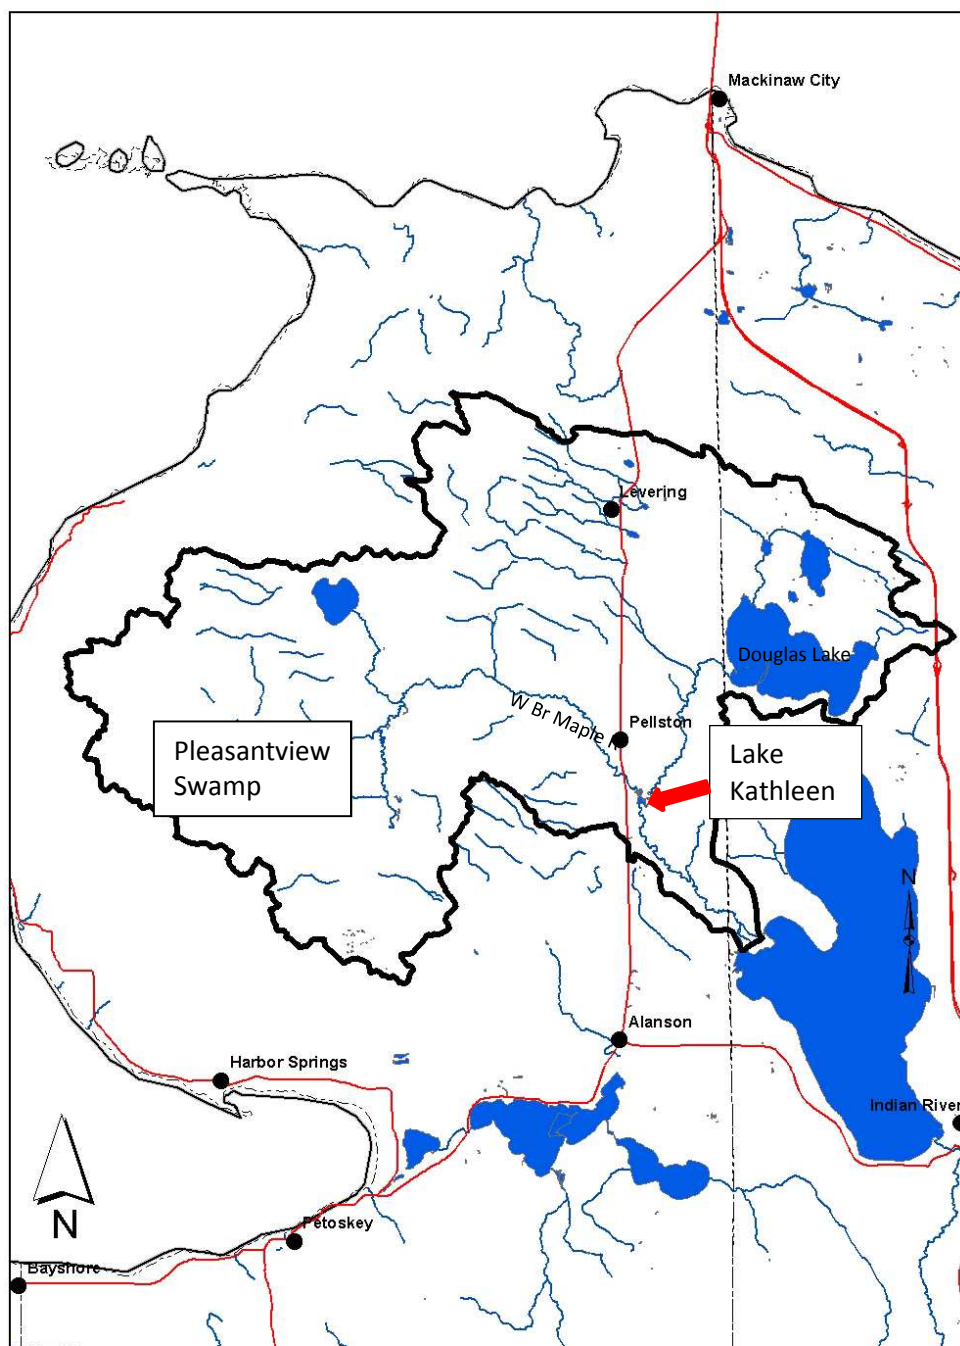 Mackinaw City
Levering
Douglas Lake
W Br Maple R
Pellston
Pleasantview
Swamp
Lake
Kathleen
N
Alanson
Harbor Springs
Indian River
N
Petoskey
Bayshore